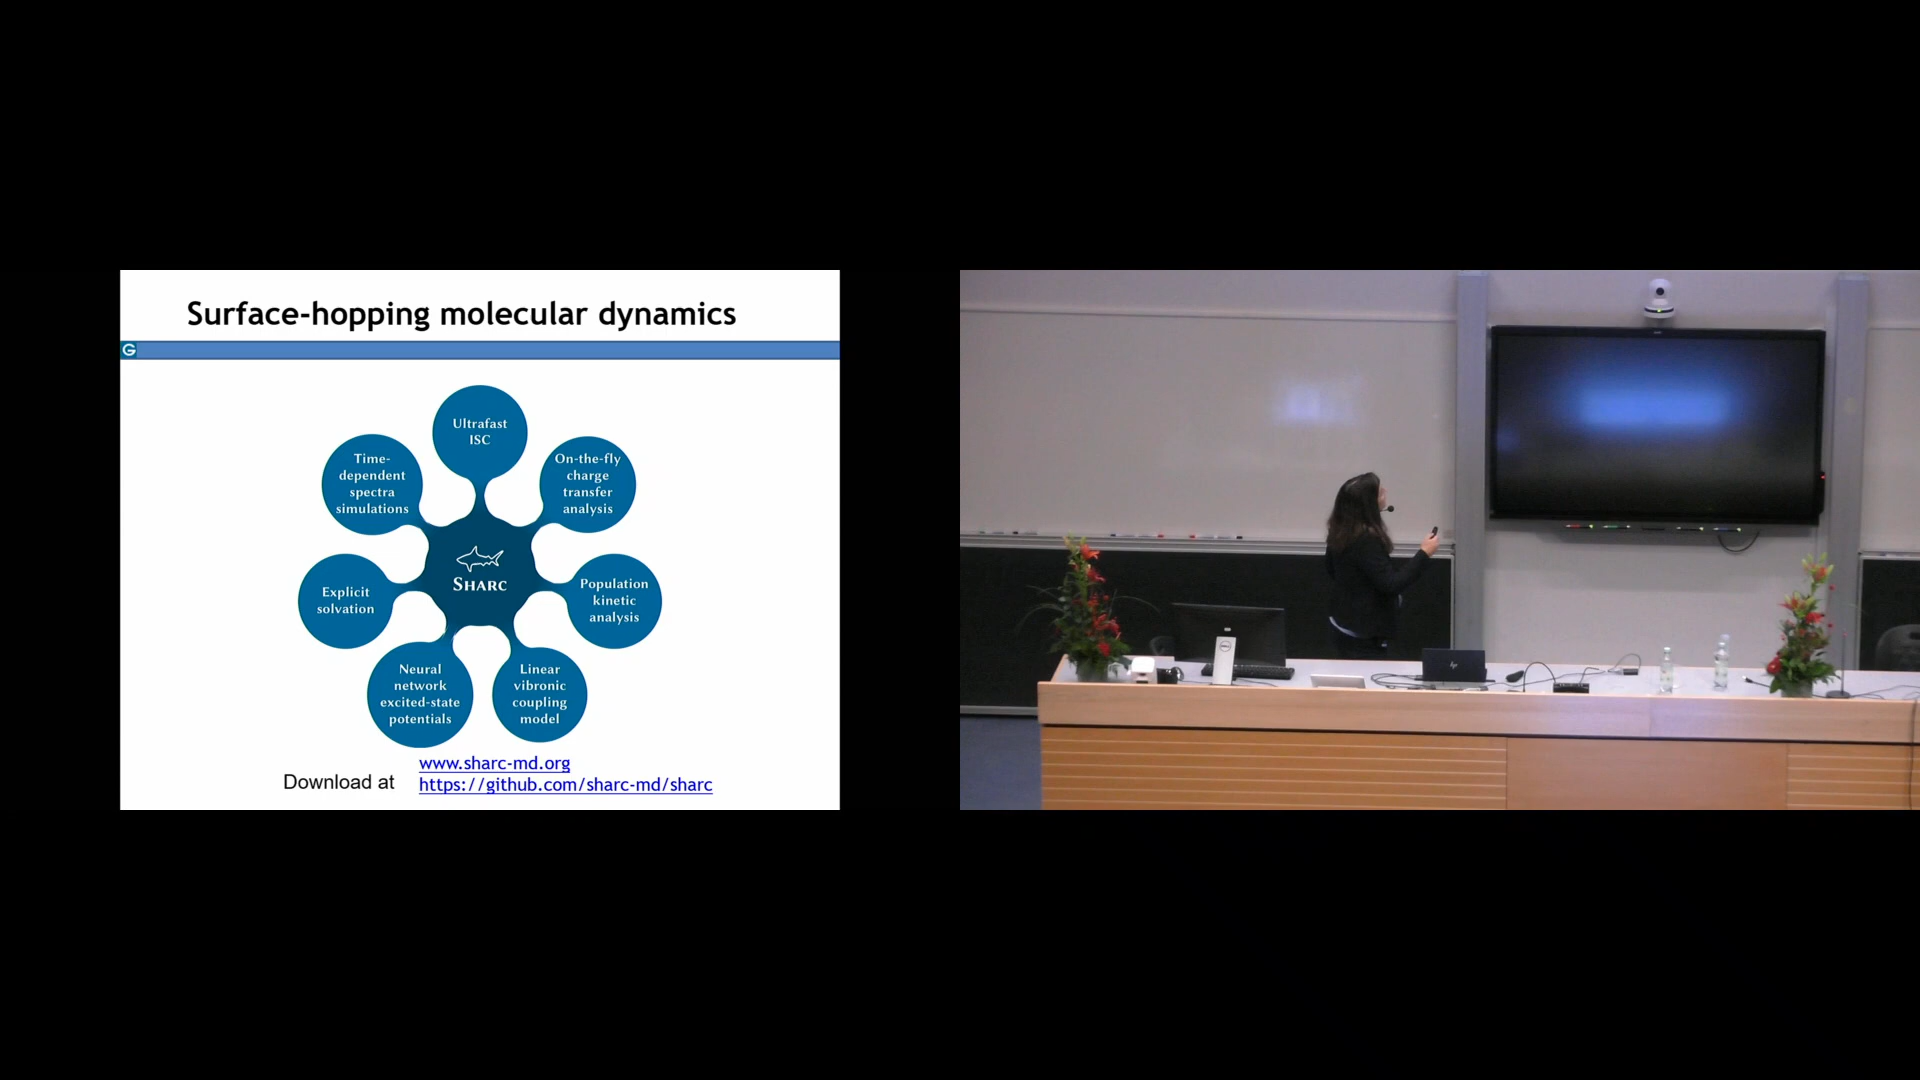 Surface-hopping molecular dynamics
G
Ultrafast
ISC
Time-
dependent
spectra
simulations
On-the-fly
charge
transfer
analysis
SHARC
Explicit
solvation
Population
kinetic
analysis
Neural
network
excited-state
potentials
Linear
vibronic
coupling
model
Download at
www.sharc-md.org
https://github.com/sharc-md/sharc
DELL
hp